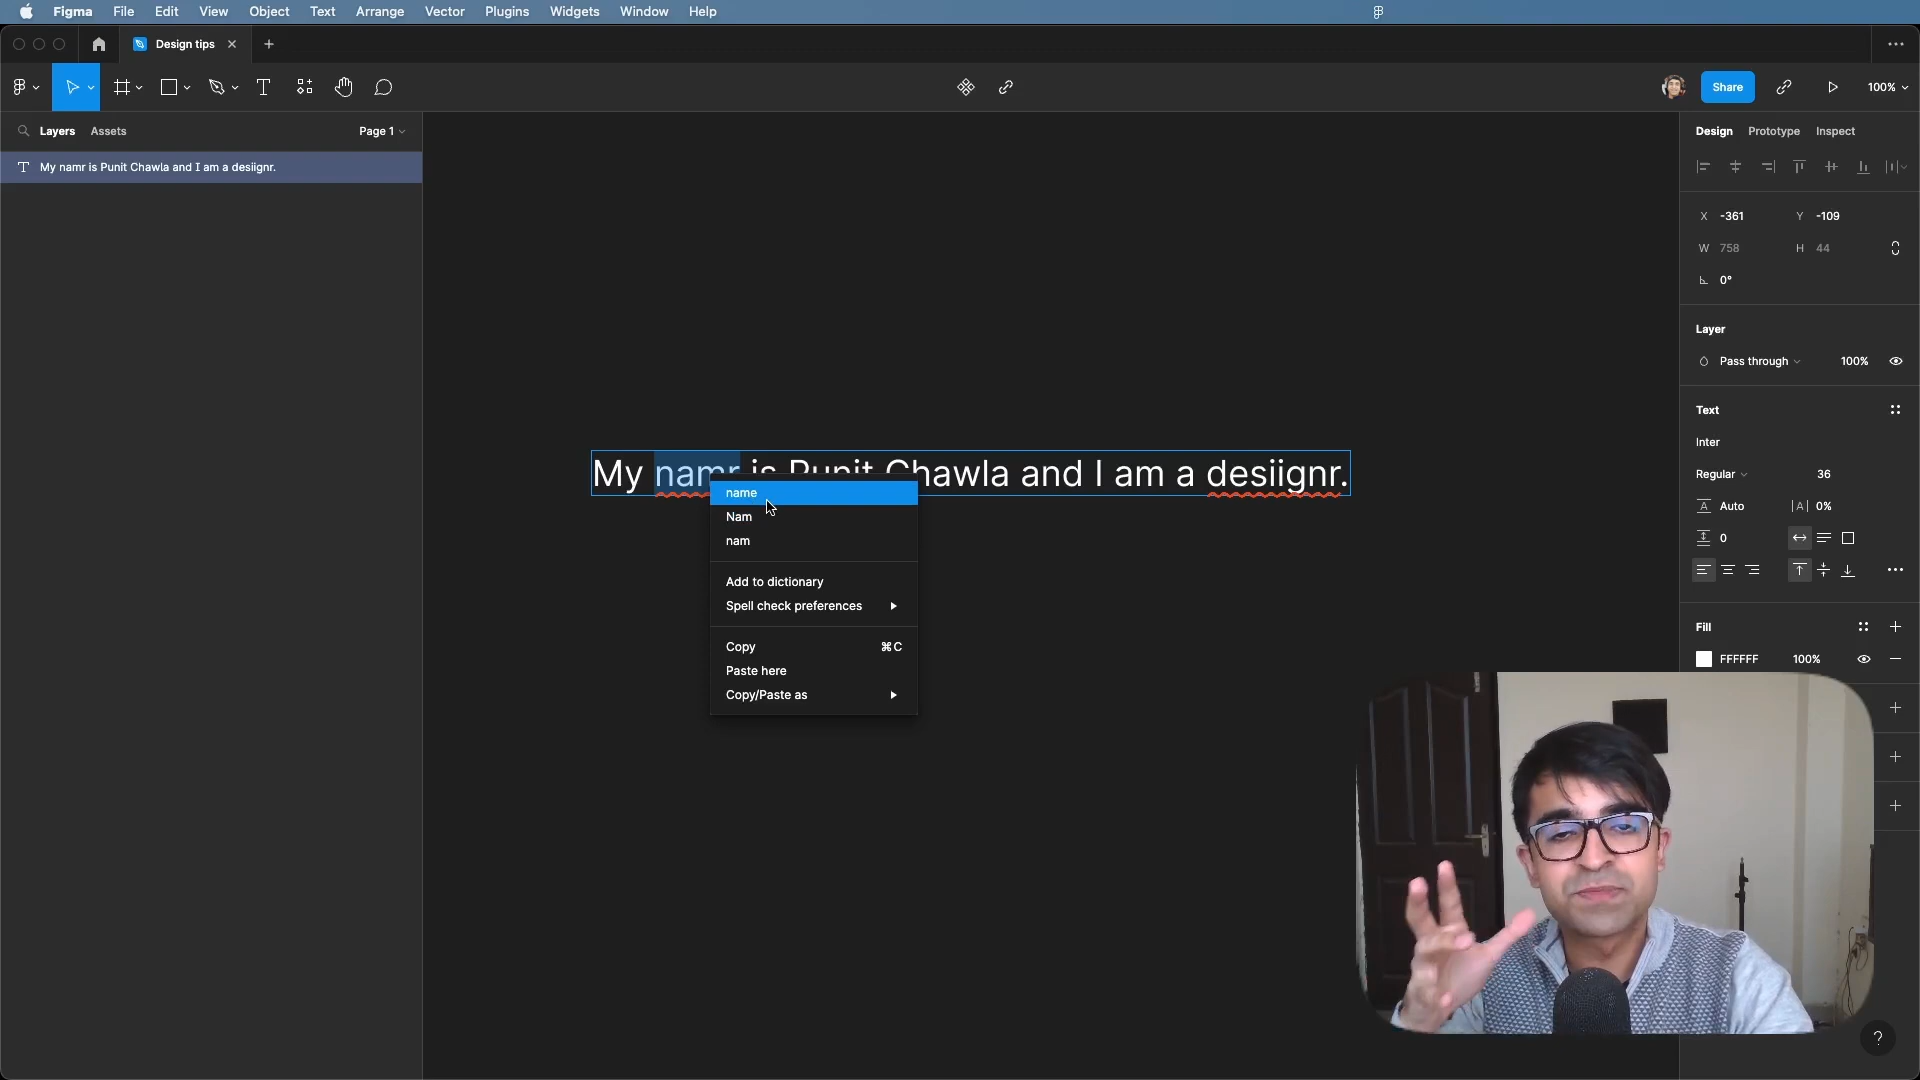 Figma File Edit View Object Text Arrange Vector Plugins Widgets Window Help
Design tips
Share
100%
Layers Assets Page 1
My namr is Punit Chawla and I am a desiignr.
Design Prototype Inspect
X -361 Y -109
W 758 H 44
0°
Layer
Pass through 100%
Text
Inter
Regular 36
Auto |A| 0%
0
Fill
FFFFFF 100%
My namr is Punit Chawla and I am a desiignr.
name
Nam
nam
Add to dictionary
Spell check preferences
Copy ⌘C
Paste here
Copy/Paste as
?